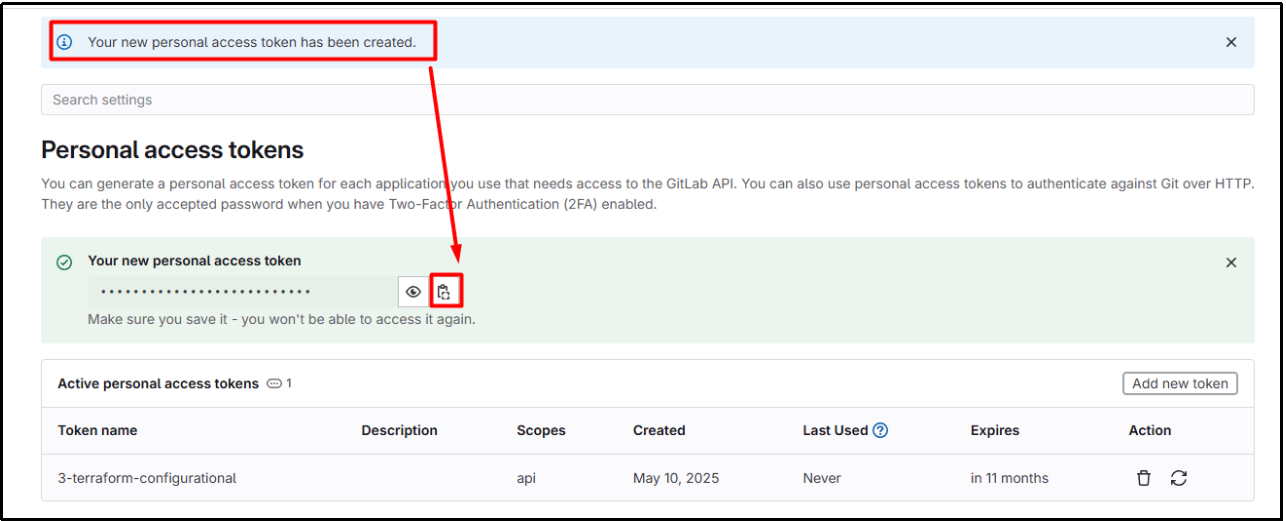 Your new personal access token has been created.
Search settings
Personal access tokens
You can generate a personal access token for each application you use that needs access to the GitLab API. You can also use personal access tokens to authenticate against Git over HTTP.
They are the only accepted password when you have Two-Factor Authentication (2FA) enabled.
Your new personal access token
Make sure you save it - you won't be able to access it again.
Active personal access tokens 1 Add new token
Token name Description Scopes Created Last Used Expires Action
3-terraform-configurational api May 10, 2025 Never in 11 months